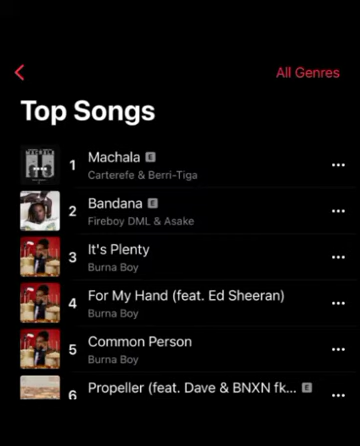 All Genres
Top Songs
1 Machala E
Carterefe & Berri-Tiga
2 Bandana E
Fireboy DML & Asake
3 It's Plenty
Burna Boy
4 For My Hand (feat. Ed Sheeran)
Burna Boy
5 Common Person
Burna Boy
6 Propeller (feat. Dave & BNXN fk... E